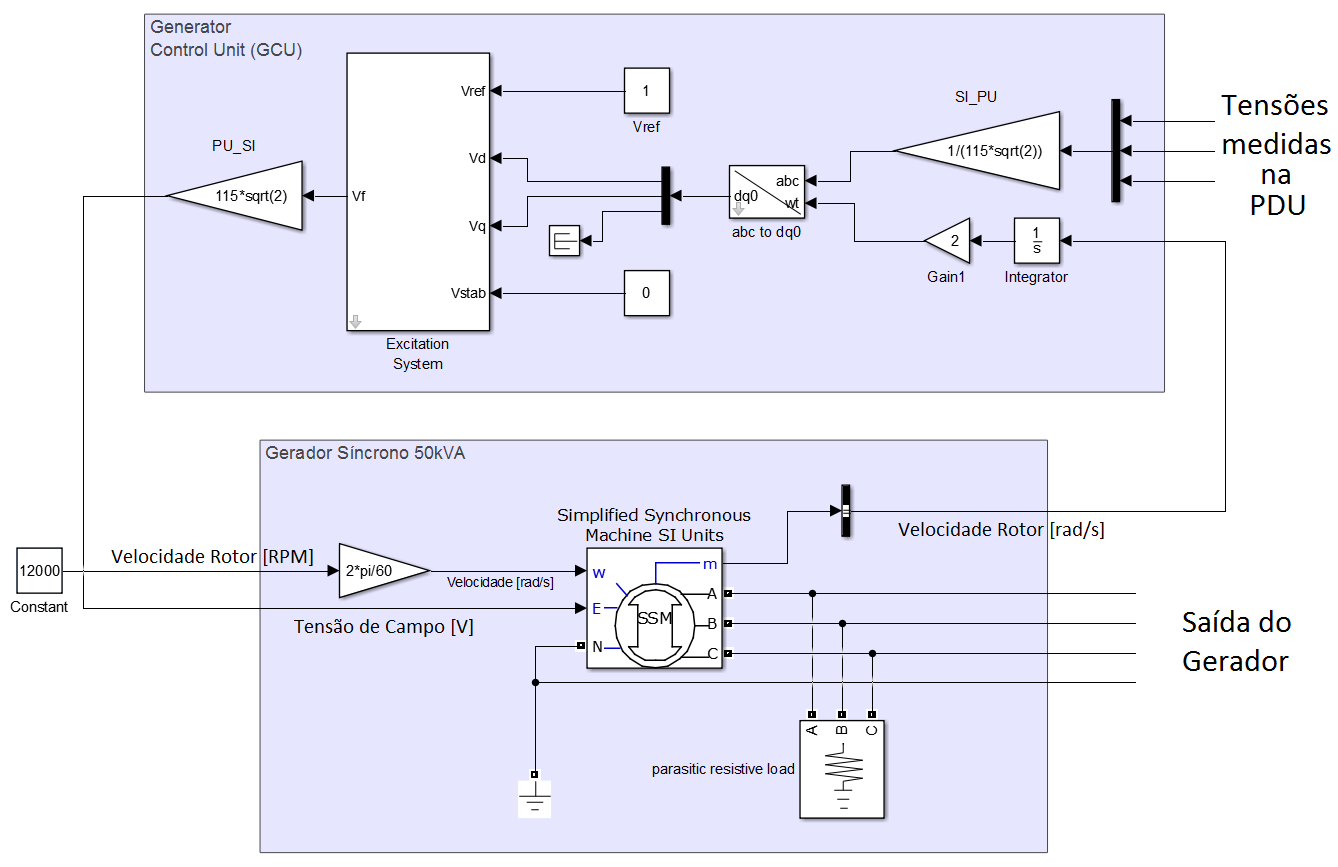 Generator
Control Unit (GCU)
PU_SI
115*sqrt(2)
Vf
Vref
Vd
Vq
Vstab
Excitation
System
1
Vref
0
dq0
abc
wt
abc to dq0
SI_PU
1/(115*sqrt(2))
2
Gain1
1
s
Integrator
Tensões
medidas
na
PDU
Gerador Síncrono 50kVA
12000
Constant
Velocidade Rotor [RPM]
2*pi/60
Velocidade [rad/s]
Tensão de Campo [V]
Simplified Synchronous
Machine SI Units
w
E
N
SSM
m
A
B
C
Velocidade Rotor [rad/s]
Saída do
Gerador
A
B
C
parasitic resistive load